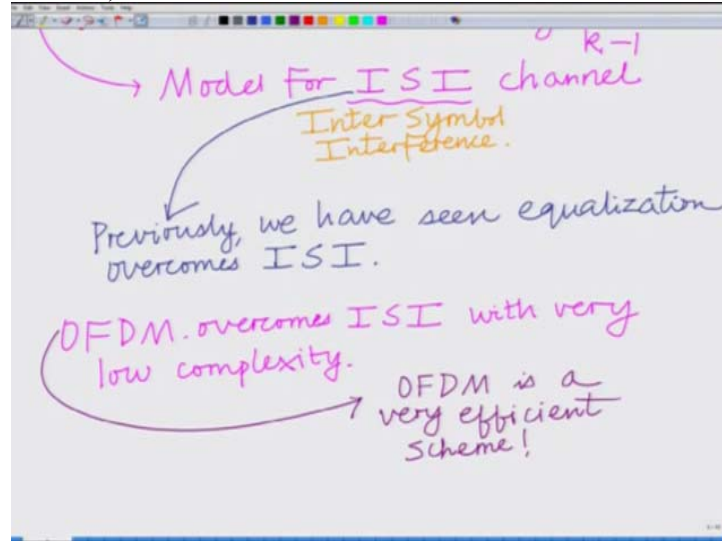 k-1
Model For ISI channel
Inter Symbol
Interference.
Previously, we have seen equalization
overcomes ISI.
OFDM. overcomes ISI with very
low complexity.
OFDM is a
very efficient
scheme!